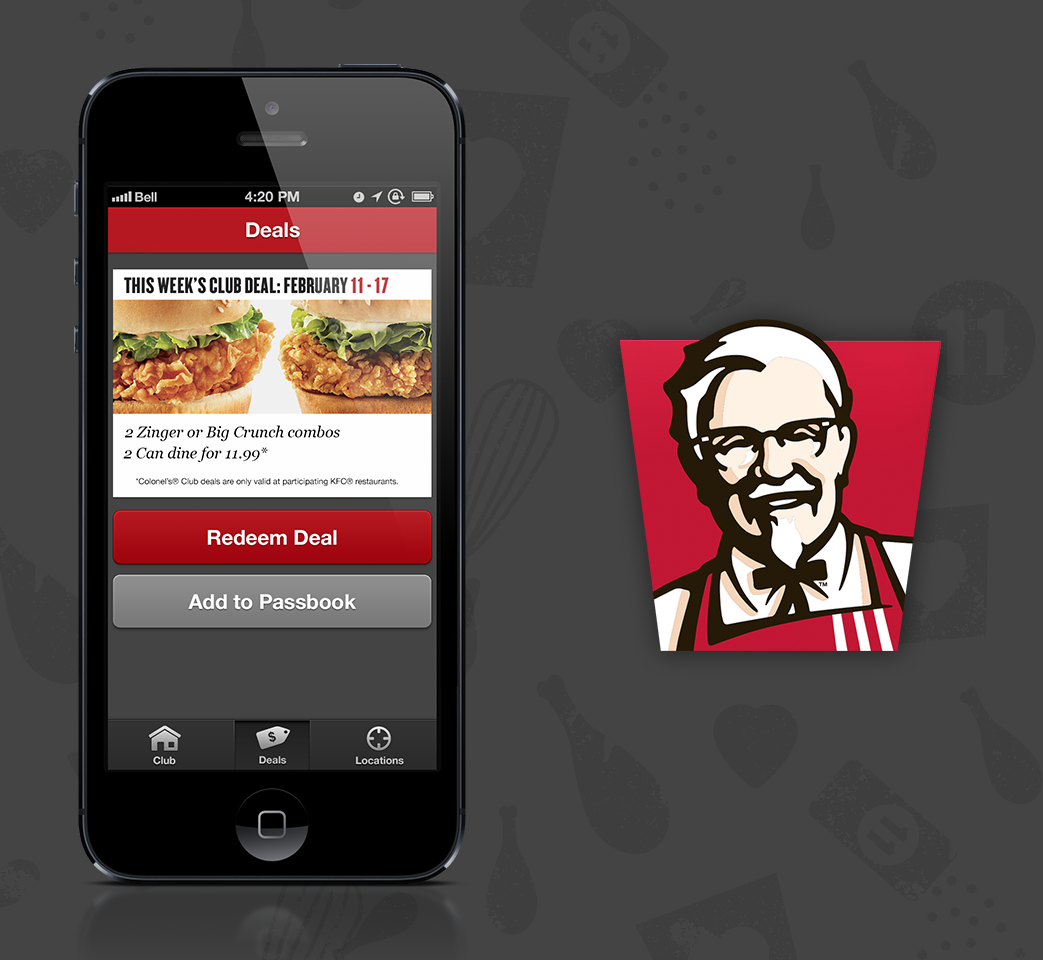 Bell
4:20 PM
Deals
THIS WEEK'S CLUB DEAL: FEBRUARY 11 - 17
2 Zinger or Big Crunch combos
2 Can dine for 11.99*
*Colonel's® Club deals are only valid at participating KFC® restaurants.
Redeem Deal
Add to Passbook
$
Club
Deals
Locations
TM
11